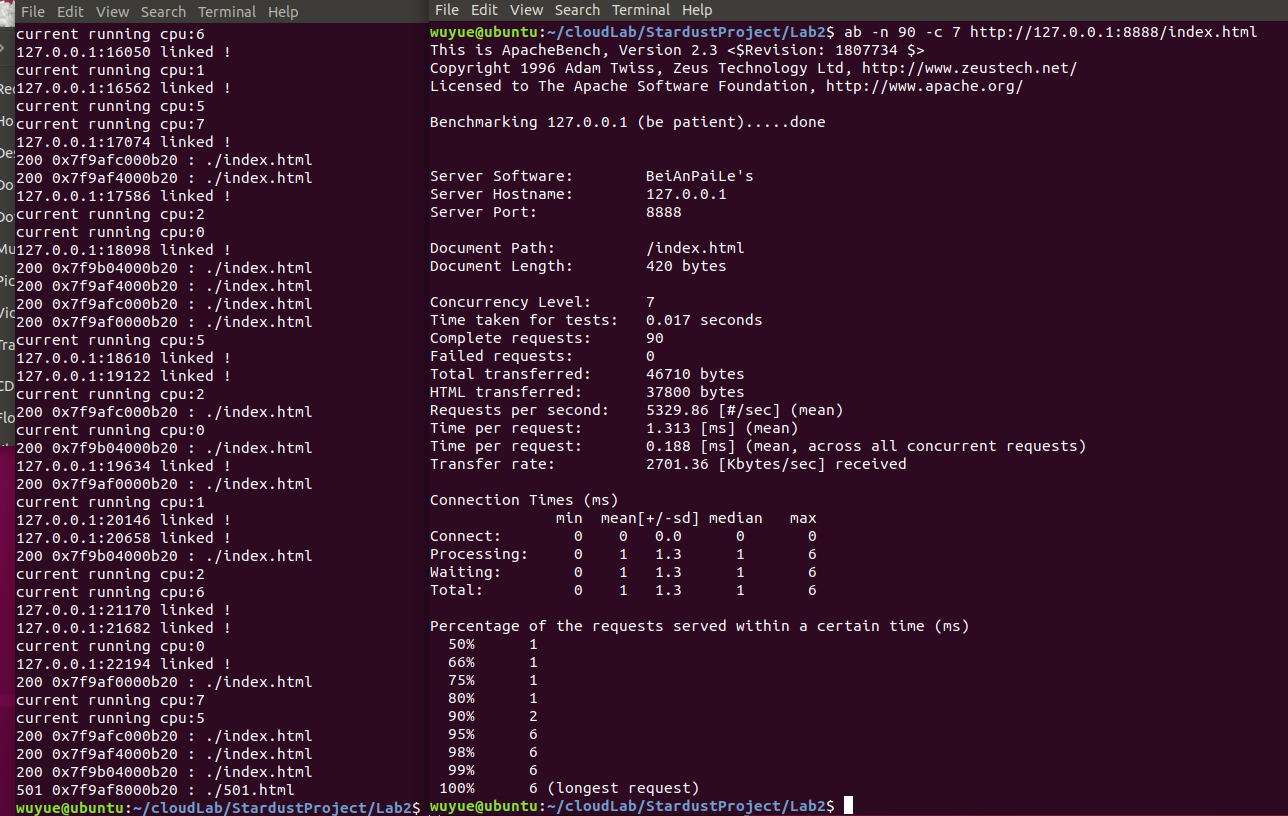 File Edit View Search Terminal Help
current running cpu:6
127.0.0.1:16050 linked !
current running cpu:1
127.0.0.1:16562 linked !
current running cpu:5
current running cpu:7
127.0.0.1:17074 linked !
200 0x7f9afc000b20 : ./index.html
200 0x7f9af4000b20 : ./index.html
127.0.0.1:17586 linked !
current running cpu:2
current running cpu:0
127.0.0.1:18098 linked !
200 0x7f9b04000b20 : ./index.html
200 0x7f9af4000b20 : ./index.html
200 0x7f9afc000b20 : ./index.html
200 0x7f9af0000b20 : ./index.html
current running cpu:5
127.0.0.1:18610 linked !
127.0.0.1:19122 linked !
current running cpu:2
200 0x7f9afc000b20 : ./index.html
current running cpu:0
200 0x7f9b04000b20 : ./index.html
127.0.0.1:19634 linked !
200 0x7f9af0000b20 : ./index.html
current running cpu:1
127.0.0.1:20146 linked !
127.0.0.1:20658 linked !
200 0x7f9b04000b20 : ./index.html
current running cpu:2
current running cpu:6
127.0.0.1:21170 linked !
127.0.0.1:21682 linked !
current running cpu:0
127.0.0.1:22194 linked !
200 0x7f9af0000b20 : ./index.html
current running cpu:7
current running cpu:5
200 0x7f9afc000b20 : ./index.html
200 0x7f9af4000b20 : ./index.html
200 0x7f9b04000b20 : ./index.html
501 0x7f9af8000b20 : ./501.html
wuyue@ubuntu:~/cloudLab/StardustProject/Lab2$
File Edit View Search Terminal Help
wuyue@ubuntu:~/cloudLab/StardustProject/Lab2$ ab -n 90 -c 7 http://127.0.0.1:8888/index.html
This is ApacheBench, Version 2.3 <$Revision: 1807734 $>
Copyright 1996 Adam Twiss, Zeus Technology Ltd, http://www.zeustech.net/
Licensed to The Apache Software Foundation, http://www.apache.org/
Benchmarking 127.0.0.1 (be patient).....done
Server Software: BeiAnPaiLe's
Server Hostname: 127.0.0.1
Server Port: 8888
Document Path: /index.html
Document Length: 420 bytes
Concurrency Level: 7
Time taken for tests: 0.017 seconds
Complete requests: 90
Failed requests: 0
Total transferred: 46710 bytes
HTML transferred: 37800 bytes
Requests per second: 5329.86 [#/sec] (mean)
Time per request: 1.313 [ms] (mean)
Time per request: 0.188 [ms] (mean, across all concurrent requests)
Transfer rate: 2701.36 [Kbytes/sec] received
Connection Times (ms)
min mean[+/-sd] median max
Connect: 0 0 0.0 0 0
Processing: 0 1 1.3 1 6
Waiting: 0 1 1.3 1 6
Total: 0 1 1.3 1 6
Percentage of the requests served within a certain time (ms)
50% 1
66% 1
75% 1
80% 1
90% 2
95% 6
98% 6
99% 6
100% 6 (longest request)
wuyue@ubuntu:~/cloudLab/StardustProject/Lab2$